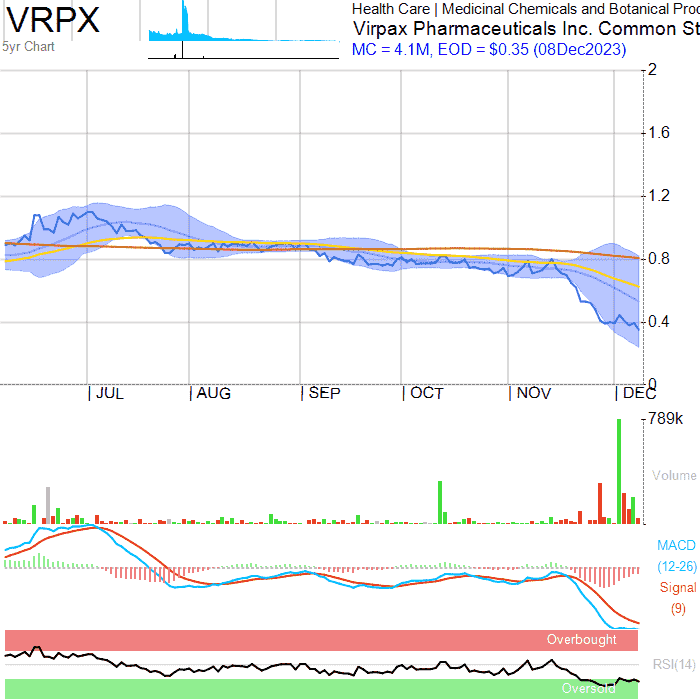 VRPX
5yr Chart
Health Care | Medicinal Chemicals and Botanical Proc
Virpax Pharmaceuticals Inc. Common St
MC = 4.1M, EOD = $0.35 (08Dec2023)
2
1.6
1.2
0.8
0.4
0
JUL
AUG
SEP
OCT
NOV
DEC
789k
Volume
MACD
(12-26)
Signal
(9)
Overbought
RSI(14)
Oversold